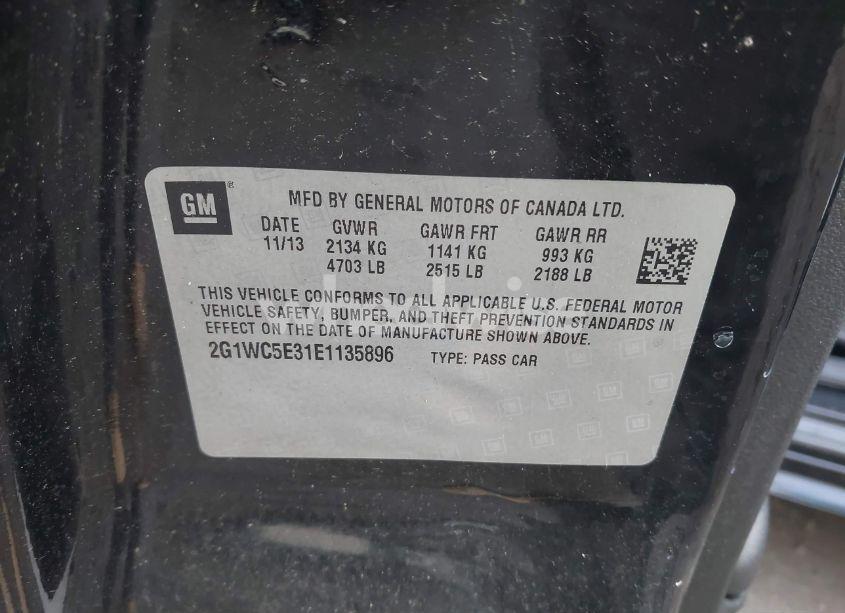 GM
MFD BY GENERAL MOTORS OF CANADA LTD.
DATE GVWR GAWR FRT GAWR RR
11/13 2134 KG 1141 KG 993 KG
4703 LB 2515 LB 2188 LB
THIS VEHICLE CONFORMS TO ALL APPLICABLE U.S. FEDERAL MOTOR
VEHICLE SAFETY, BUMPER, AND THEFT PREVENTION STANDARDS IN
EFFECT ON THE DATE OF MANUFACTURE SHOWN ABOVE.
2G1WC5E31E1135896 TYPE: PASS CAR